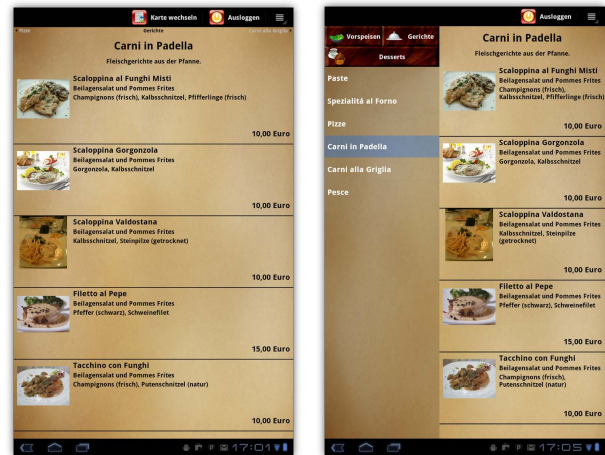 Karte wechseln Ausloggen
Pizze Gerichte Carni alla Griglia
Carni in Padella
Fleischgerichte aus der Pfanne.
Scaloppina al Funghi Misti
Beilagensalat und Pommes Frites
Champignons (frisch), Kalbsschnitzel, Pfifferlinge (frisch)
10,00 Euro
Scaloppina Gorgonzola
Beilagensalat und Pommes Frites
Gorgonzola, Kalbsschnitzel
10,00 Euro
Scaloppina Valdostana
Beilagensalat und Pommes Frites
Kalbsschnitzel, Steinpilze (getrocknet)
10,00 Euro
Filetto al Pepe
Beilagensalat und Pommes Frites
Pfeffer (schwarz), Schweinefilet
15,00 Euro
Tacchino con Funghi
Beilagensalat und Pommes Frites
Champignons (frisch), Putenschnitzel (natur)
10,00 Euro
17:01
Ausloggen
Vorspeisen Gerichte
Desserts
Paste
Spezialitá al Forno
Pizze
Carni in Padella
Carni alla Griglia
Pesce
Carni in Padella
Fleischgerichte aus der Pfanne.
Scaloppina al Funghi Misti
Beilagensalat und Pommes Frites
Champignons (frisch),
Kalbsschnitzel, Pfifferlinge (frisch)
10,00 Euro
Scaloppina Gorgonzola
Beilagensalat und Pommes Frites
Gorgonzola, Kalbsschnitzel
10,00 Euro
Scaloppina Valdostana
Beilagensalat und Pommes Frites
Kalbsschnitzel, Steinpilze
(getrocknet)
10,00 Euro
Filetto al Pepe
Beilagensalat und Pommes Frites
Pfeffer (schwarz), Schweinefilet
15,00 Euro
Tacchino con Funghi
Beilagensalat und Pommes Frites
Champignons (frisch),
Putenschnitzel (natur)
10,00 Euro
17:05